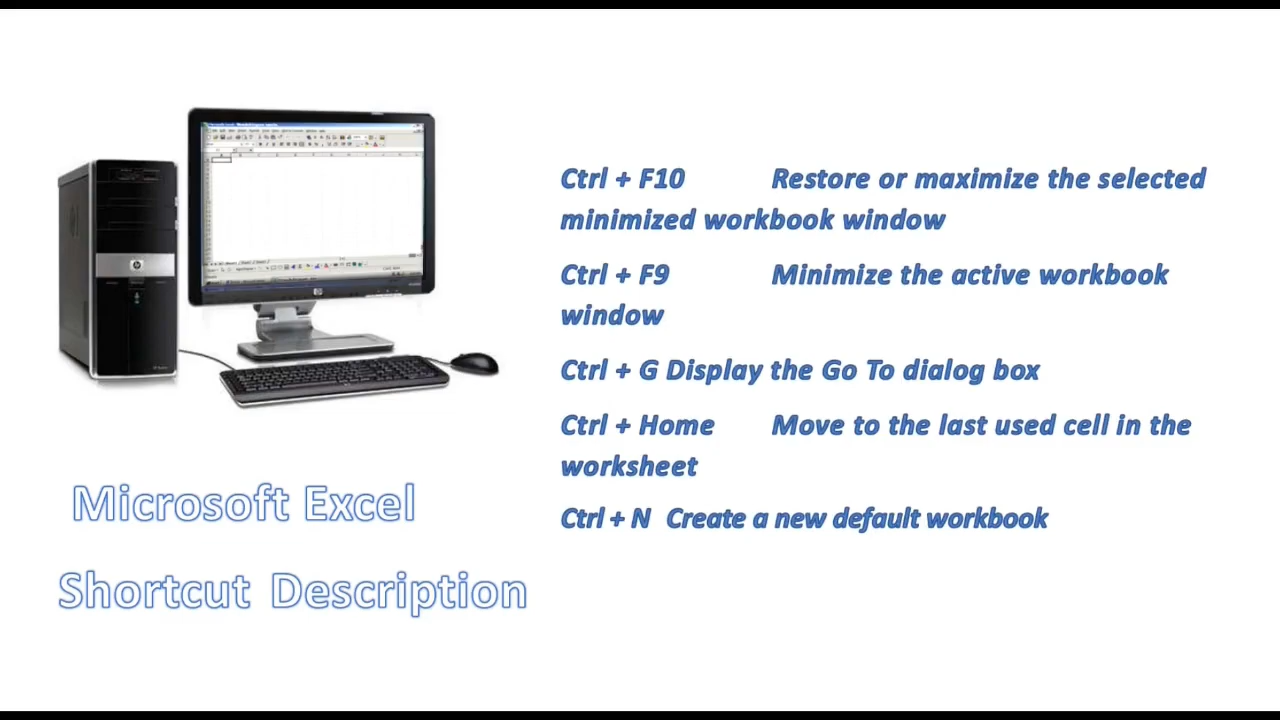 Ctrl + F10 Restore or maximize the selected
minimized workbook window
Ctrl + F9 Minimize the active workbook
window
Ctrl + G Display the Go To dialog box
Ctrl + Home Move to the last used cell in the
worksheet
Ctrl + N Create a new default workbook
Microsoft Excel
Shortcut Description